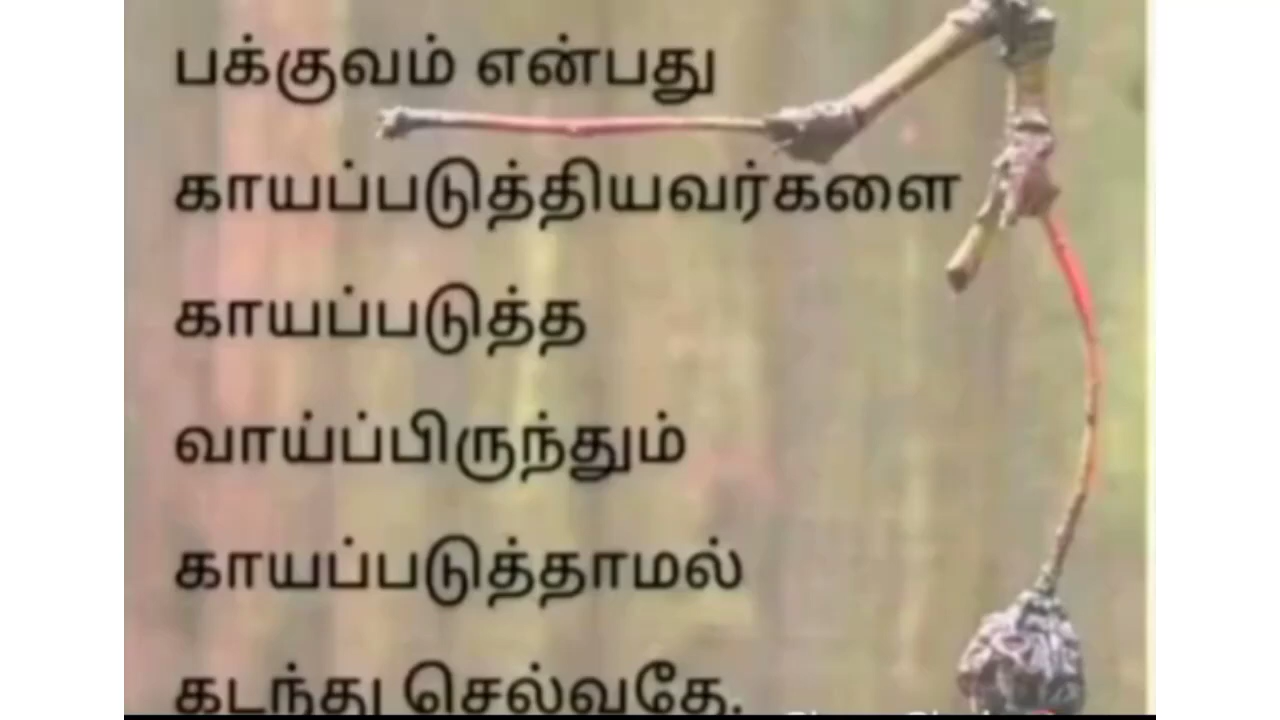 பக்குவம் என்பது
காயப்படுத்தியவர்களை
காயப்படுத்த
வாய்ப்பிருந்தும்
காயப்படுத்தாமல்
கடந்து செல்வதே.